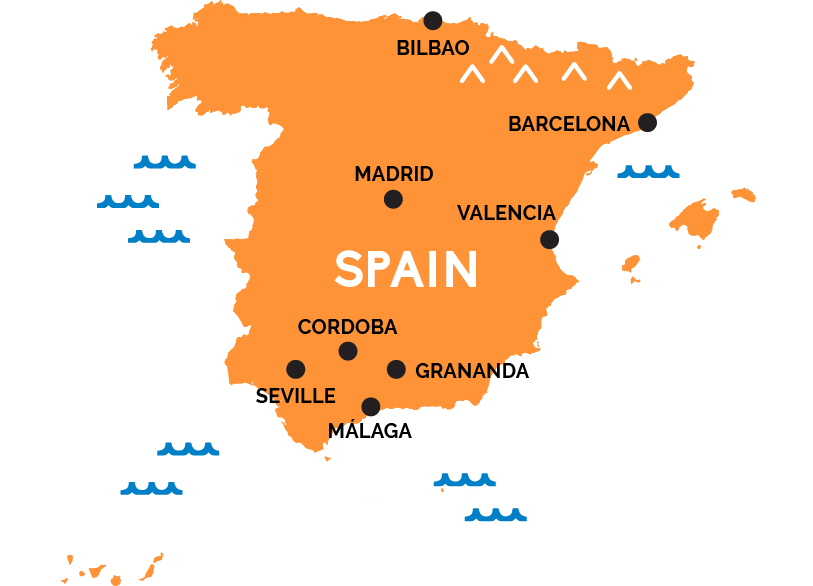 BILBAO
BARCELONA
MADRID
VALENCIA
SPAIN
CORDOBA
GRANANDA
SEVILLE
MÁLAGA